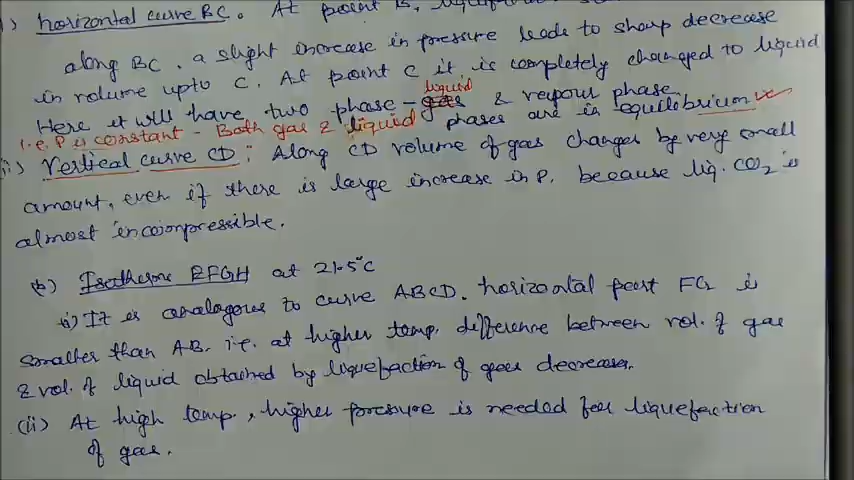 i) horizontal curve BC. At point B, liquefaction
along BC. a slight increase in pressure leads to sharp decrease
in volume upto C. At point C it is completely changed to liquid
Here it will have two phase - liquid & vapour phase
i.e. P is constant - Both gas & liquid phases are in equilibrium
(ii) Vertical curve CD: Along CD volume of gas changes by very small
amount, even if there is large increase in P. because liq. CO2 is
almost incompressible.
(b) Isotherm EFGH at 21.5°C
(i) It is analogous to curve ABCD. horizontal part FG is
smaller than AB. i.e. at higher temp. difference between vol. of gas
& vol. of liquid obtained by liquefaction of gases decreases.
(ii) At high temp., higher pressure is needed for liquefaction
of gas.